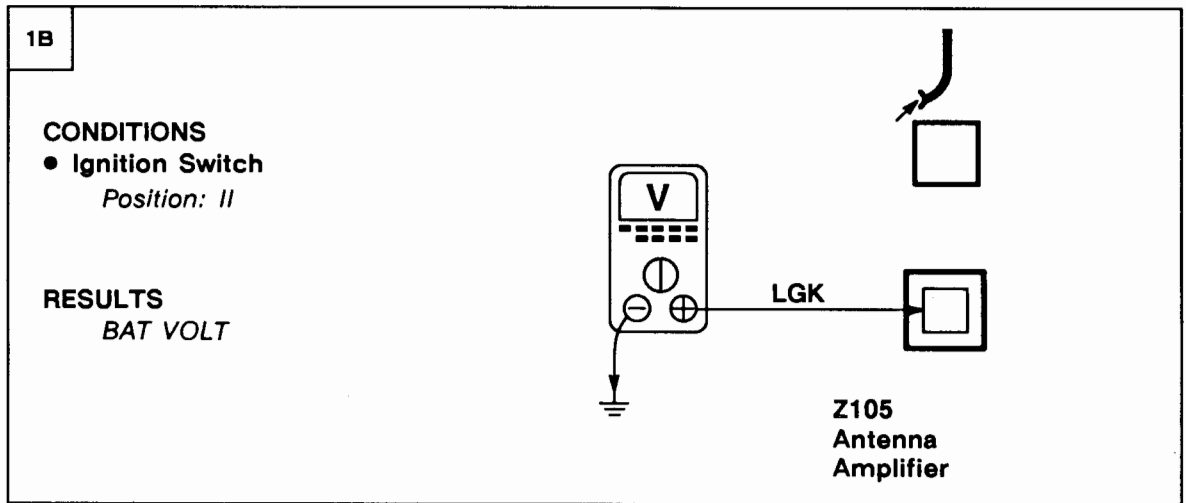 1B
CONDITIONS
● Ignition Switch
Position: II
RESULTS
BAT VOLT
V
LGK
Z105
Antenna
Amplifier